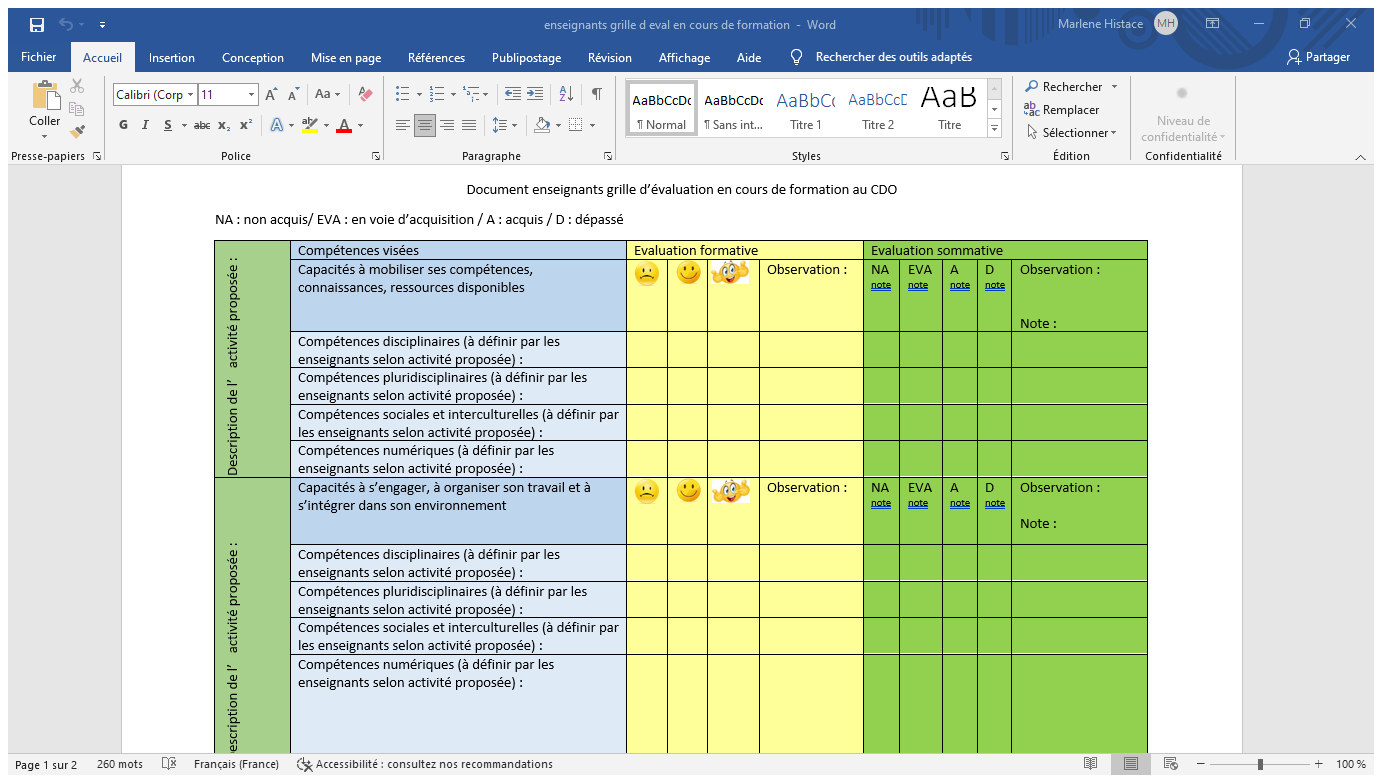 enseignants grille d eval en cours de formation - Word
Marlene Histace
MH
Fichier Accueil Insertion Conception Mise en page Références Publipostage Révision Affichage Aide Rechercher des outils adaptés Partager
Coller
Presse-papiers
Calibri (Corp 11
Aa
G I S abc x₂ x² A A
Police
Paragraphe
AaBbCcDc AaBbCcDc AaBbCc AaBbCcD AaB
¶ Normal ¶ Sans int... Titre 1 Titre 2 Titre
Styles
Rechercher
Remplacer
Sélectionner
Édition
Niveau de
confidentialité
Confidentialité
Document enseignants grille d’évaluation en cours de formation au CDO
NA : non acquis/ EVA : en voie d’acquisition / A : acquis / D : dépassé
Description de l’ activité proposée :
Compétences visées Evaluation formative Evaluation sommative
Capacités à mobiliser ses compétences, Observation : NA EVA A D Observation :
connaissances, ressources disponibles note note note note
Note :
Compétences disciplinaires (à définir par les
enseignants selon activité proposée) :
Compétences pluridisciplinaires (à définir par les
enseignants selon activité proposée) :
Compétences sociales et interculturelles (à définir par
les enseignants selon activité proposée) :
Compétences numériques (à définir par les
enseignants selon activité proposée) :
escription de l’ activité proposée :
Capacités à s’engager, à organiser son travail et à Observation : NA EVA A D Observation :
s’intégrer dans son environnement note note note note
Note :
Compétences disciplinaires (à définir par les
enseignants selon activité proposée) :
Compétences pluridisciplinaires (à définir par les
enseignants selon activité proposée) :
Compétences sociales et interculturelles (à définir par
les enseignants selon activité proposée) :
Compétences numériques (à définir par les
enseignants selon activité proposée) :
Page 1 sur 2 260 mots Français (France) Accessibilité : consultez nos recommandations 100 %